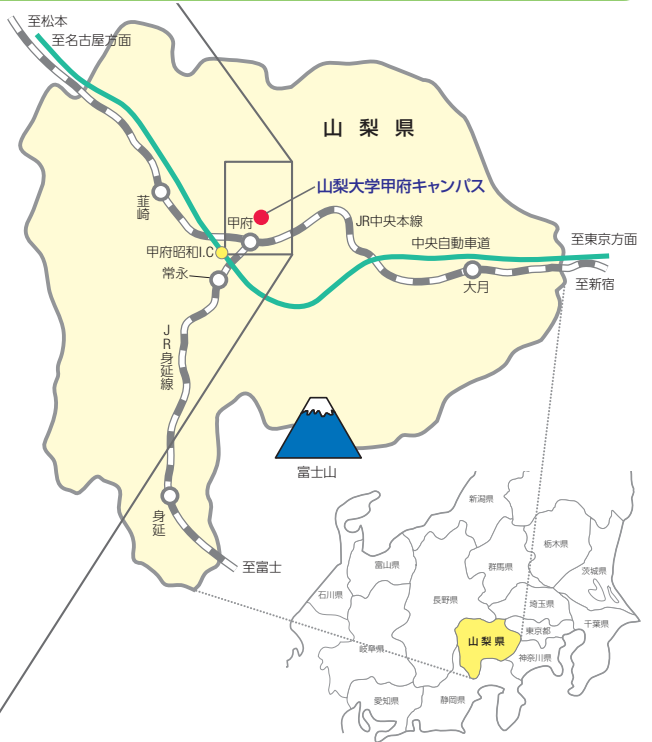 至松本
至名古屋方面
山梨県
山梨大学甲府キャンパス
韮崎
甲府
JR中央本線
甲府昭和I.C
中央自動車道
至東京方面
常永
大月
至新宿
JR身延線
富士山
身延
至富士
新潟県
栃木県
富山県
群馬県
茨城県
石川県
長野県
埼玉県
千葉県
東京都
山梨県
岐阜県
神奈川県
愛知県
静岡県